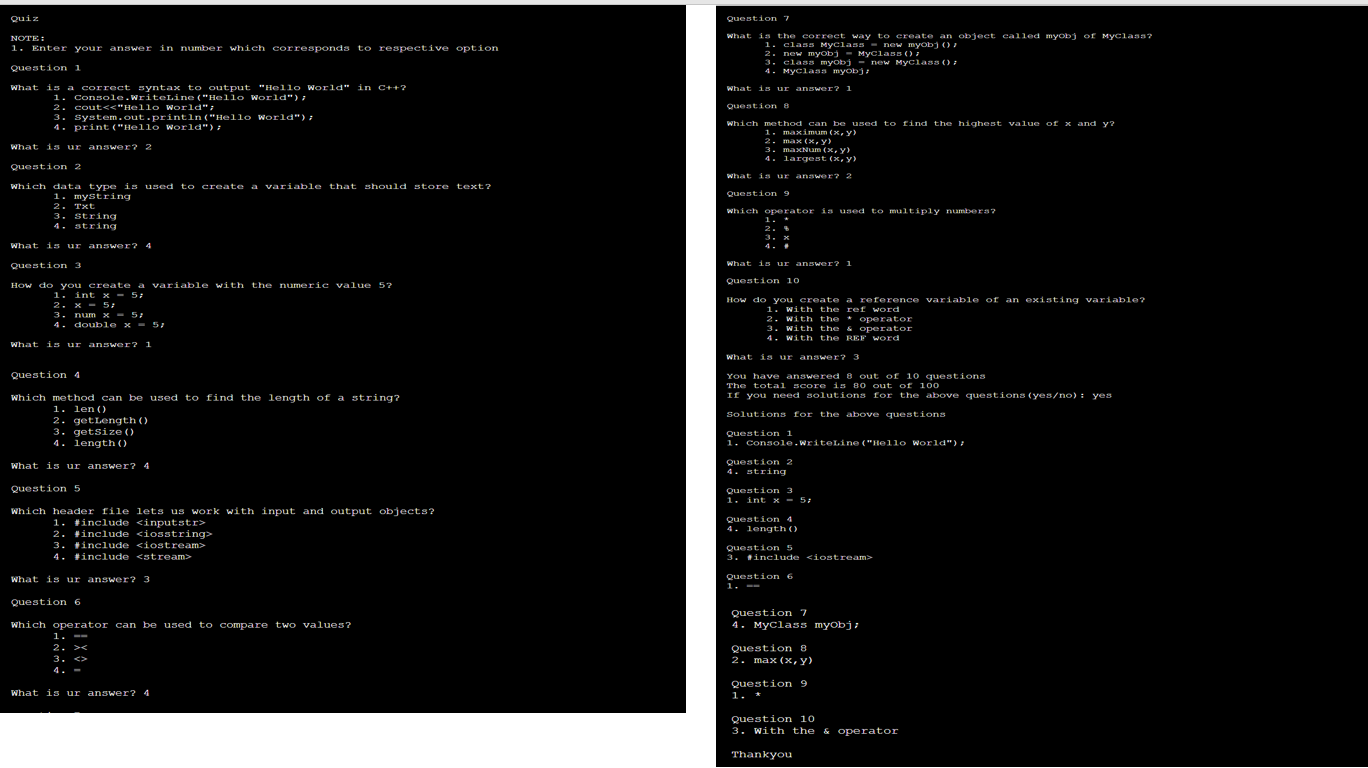 Quiz
NOTE:
1. Enter your answer in number which corresponds to respective option
Question 1
What is a correct syntax to output "Hello World" in C++?
1. Console.WriteLine("Hello World");
2. cout<<"Hello World";
3. System.out.println("Hello World");
4. print("Hello World");
What is ur answer? 2
Question 2
Which data type is used to create a variable that should store text?
1. myString
2. Txt
3. String
4. string
What is ur answer? 4
Question 3
How do you create a variable with the numeric value 5?
1. int x = 5;
2. x = 5;
3. num x = 5;
4. double x = 5;
What is ur answer? 1
Question 4
Which method can be used to find the length of a string?
1. len()
2. getLength()
3. getSize()
4. length()
What is ur answer? 4
Question 5
Which header file lets us work with input and output objects?
1. #include <inputstr>
2. #include <iosstring>
3. #include <iostream>
4. #include <stream>
What is ur answer? 3
Question 6
Which operator can be used to compare two values?
1. ==
2. ><
3. <>
4. =
What is ur answer? 4
Question 7
What is the correct way to create an object called myObj of MyClass?
1. class MyClass = new myObj();
2. new myObj = MyClass();
3. class myObj = new MyClass();
4. MyClass myObj;
What is ur answer? 1
Question 8
Which method can be used to find the highest value of x and y?
1. maximum(x,y)
2. max(x,y)
3. maxNum(x,y)
4. largest(x,y)
What is ur answer? 2
Question 9
Which operator is used to multiply numbers?
1. *
2. %
3. x
4. #
What is ur answer? 1
Question 10
How do you create a reference variable of an existing variable?
1. With the ref word
2. With the * operator
3. With the & operator
4. With the REF word
What is ur answer? 3
You have answered 8 out of 10 questions
The total score is 80 out of 100
If you need solutions for the above questions(yes/no): yes
Solutions for the above questions
Question 1
1. Console.WriteLine("Hello World");
Question 2
4. string
Question 3
1. int x = 5;
Question 4
4. length()
Question 5
3. #include <iostream>
Question 6
1. ==
Question 7
4. MyClass myObj;
Question 8
2. max(x,y)
Question 9
1. *
Question 10
3. With the & operator
Thankyou